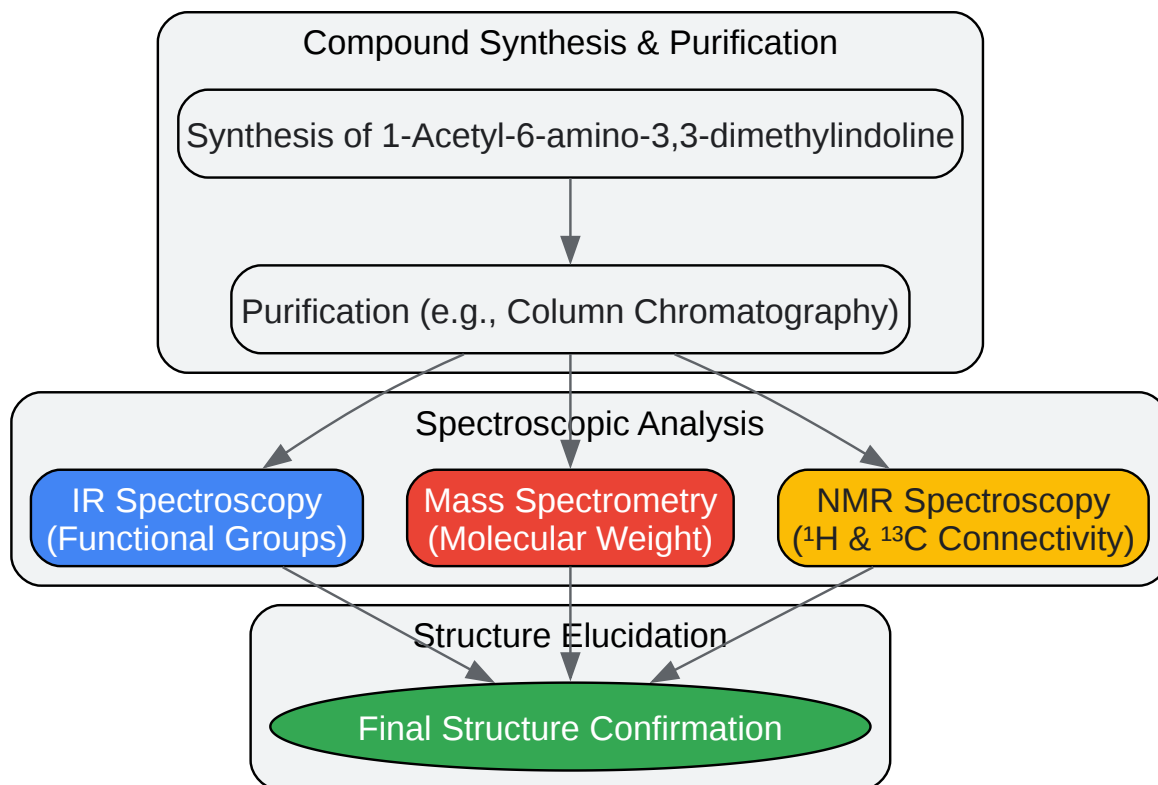 Compound Synthesis & Purification
Synthesis of 1-Acetyl-6-amino-3,3-dimethylindoline
Purification (e.g., Column Chromatography)
Spectroscopic Analysis
IR Spectroscopy
(Functional Groups)
Mass Spectrometry
(Molecular Weight)
NMR Spectroscopy
(¹H & ¹³C Connectivity)
Structure Elucidation
Final Structure Confirmation